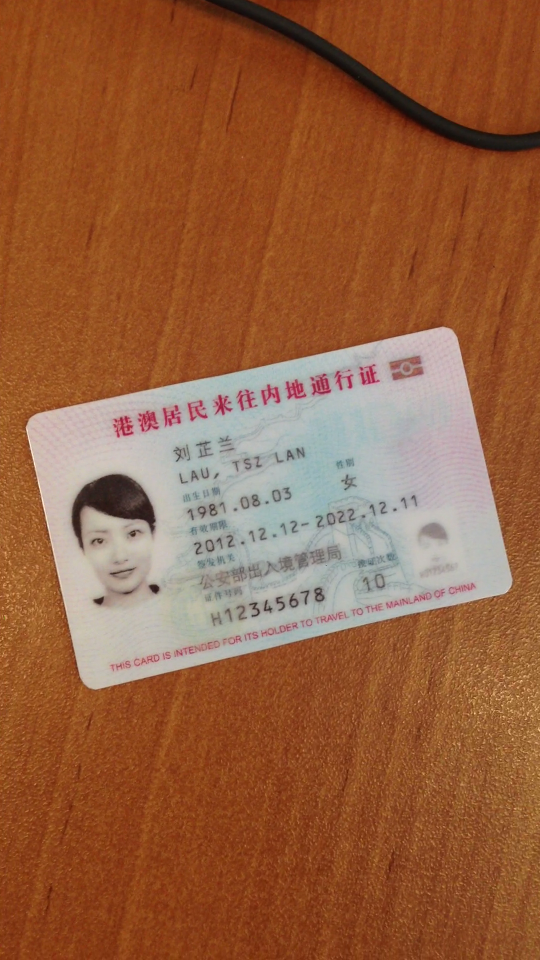 港澳居民来往内地通行证
刘芷兰
LAU, TSZ LAN
出生日期 性别
1981.08.03 女
有效期限
2012.12.12-2022.12.11
签发机关
公安部出入境管理局
证件号码 换证次数
H12345678 10
THIS CARD IS INTENDED FOR ITS HOLDER TO TRAVEL TO THE MAINLAND OF CHINA